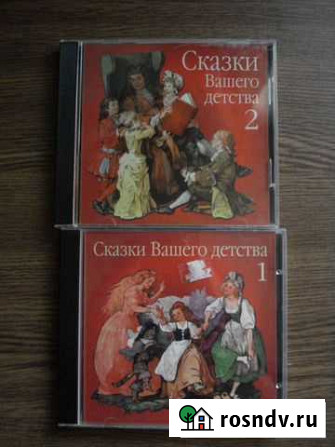 Сказки
Вашего
детства
2
Сказки Вашего детства
1
rosndv.ru